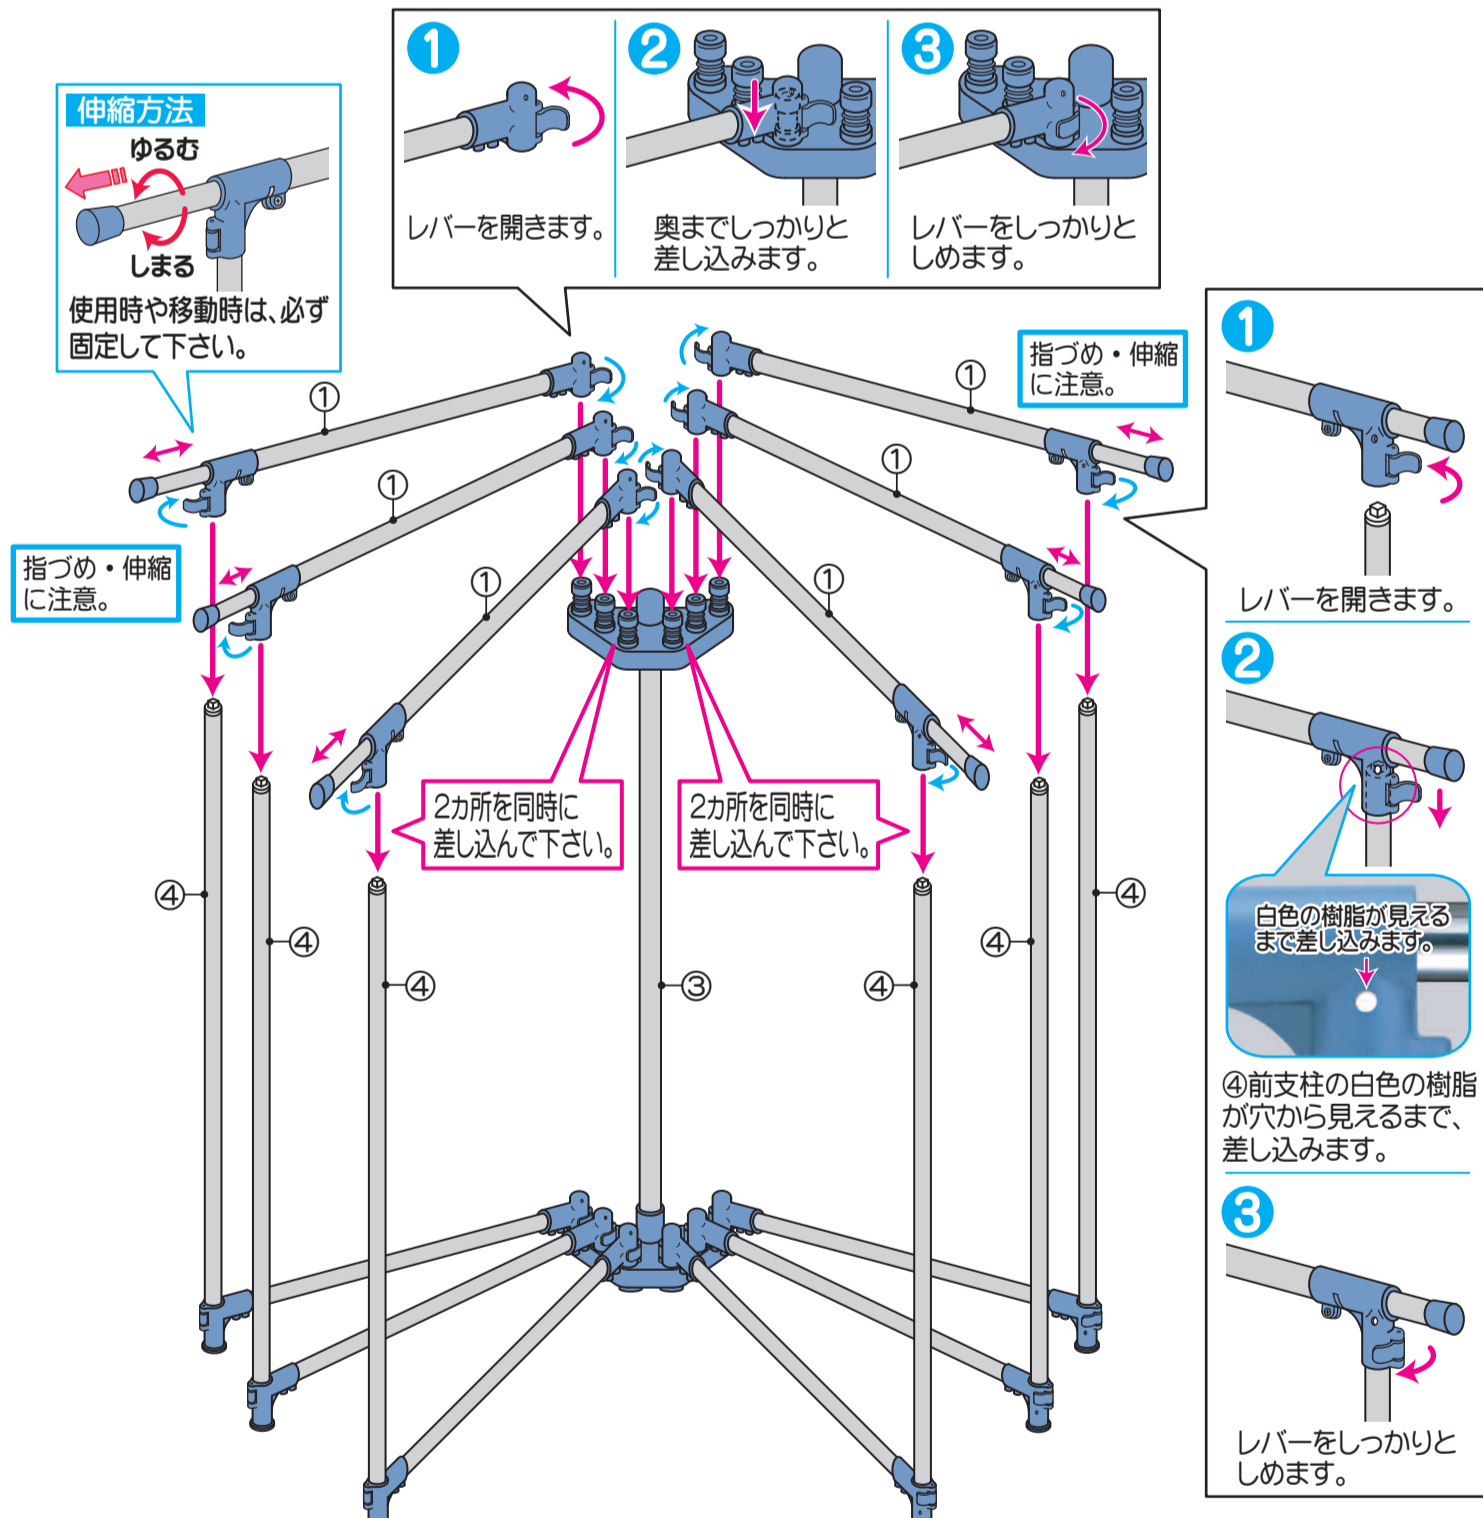 伸縮方法
ゆるむ
しまる
使用時や移動時は、必ず
固定して下さい。
1
レバーを開きます。
2
奥までしっかりと
差し込みます。
3
レバーをしっかりと
しめます。
指づめ・伸縮
に注意。
指づめ・伸縮
に注意。
①
①
①
①
①
①
2カ所を同時に
差し込んで下さい。
2カ所を同時に
差し込んで下さい。
④
④
④
③
④
④
④
1
レバーを開きます。
2
白色の樹脂が見える
まで差し込みます。
④前支柱の白色の樹脂
が穴から見えるまで、
差し込みます。
3
レバーをしっかりと
しめます。